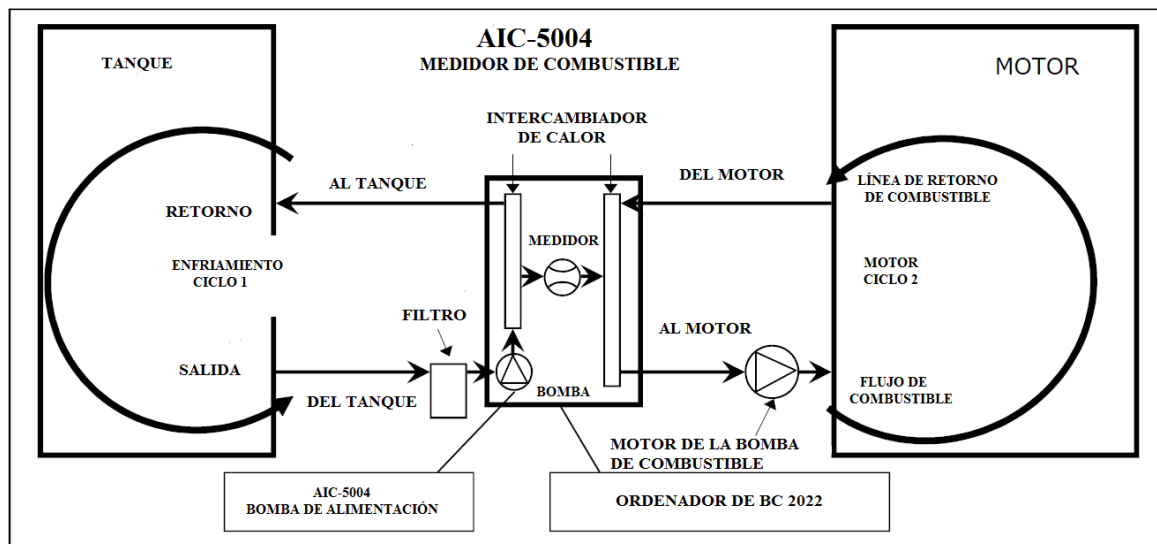 AIC-5004
MEDIDOR DE COMBUSTIBLE
TANQUE
MOTOR
INTERCAMBIADOR
DE CALOR
AL TANQUE
DEL MOTOR
LÍNEA DE RETORNO
DE COMBUSTIBLE
RETORNO
MEDIDOR
ENFRIAMIENTO
CICLO 1
MOTOR
CICLO 2
FILTRO
AL MOTOR
SALIDA
BOMBA
FLUJO DE
COMBUSTIBLE
DEL TANQUE
MOTOR DE LA BOMBA
DE COMBUSTIBLE
AIC-5004
BOMBA DE ALIMENTACIÓN
ORDENADOR DE BC 2022